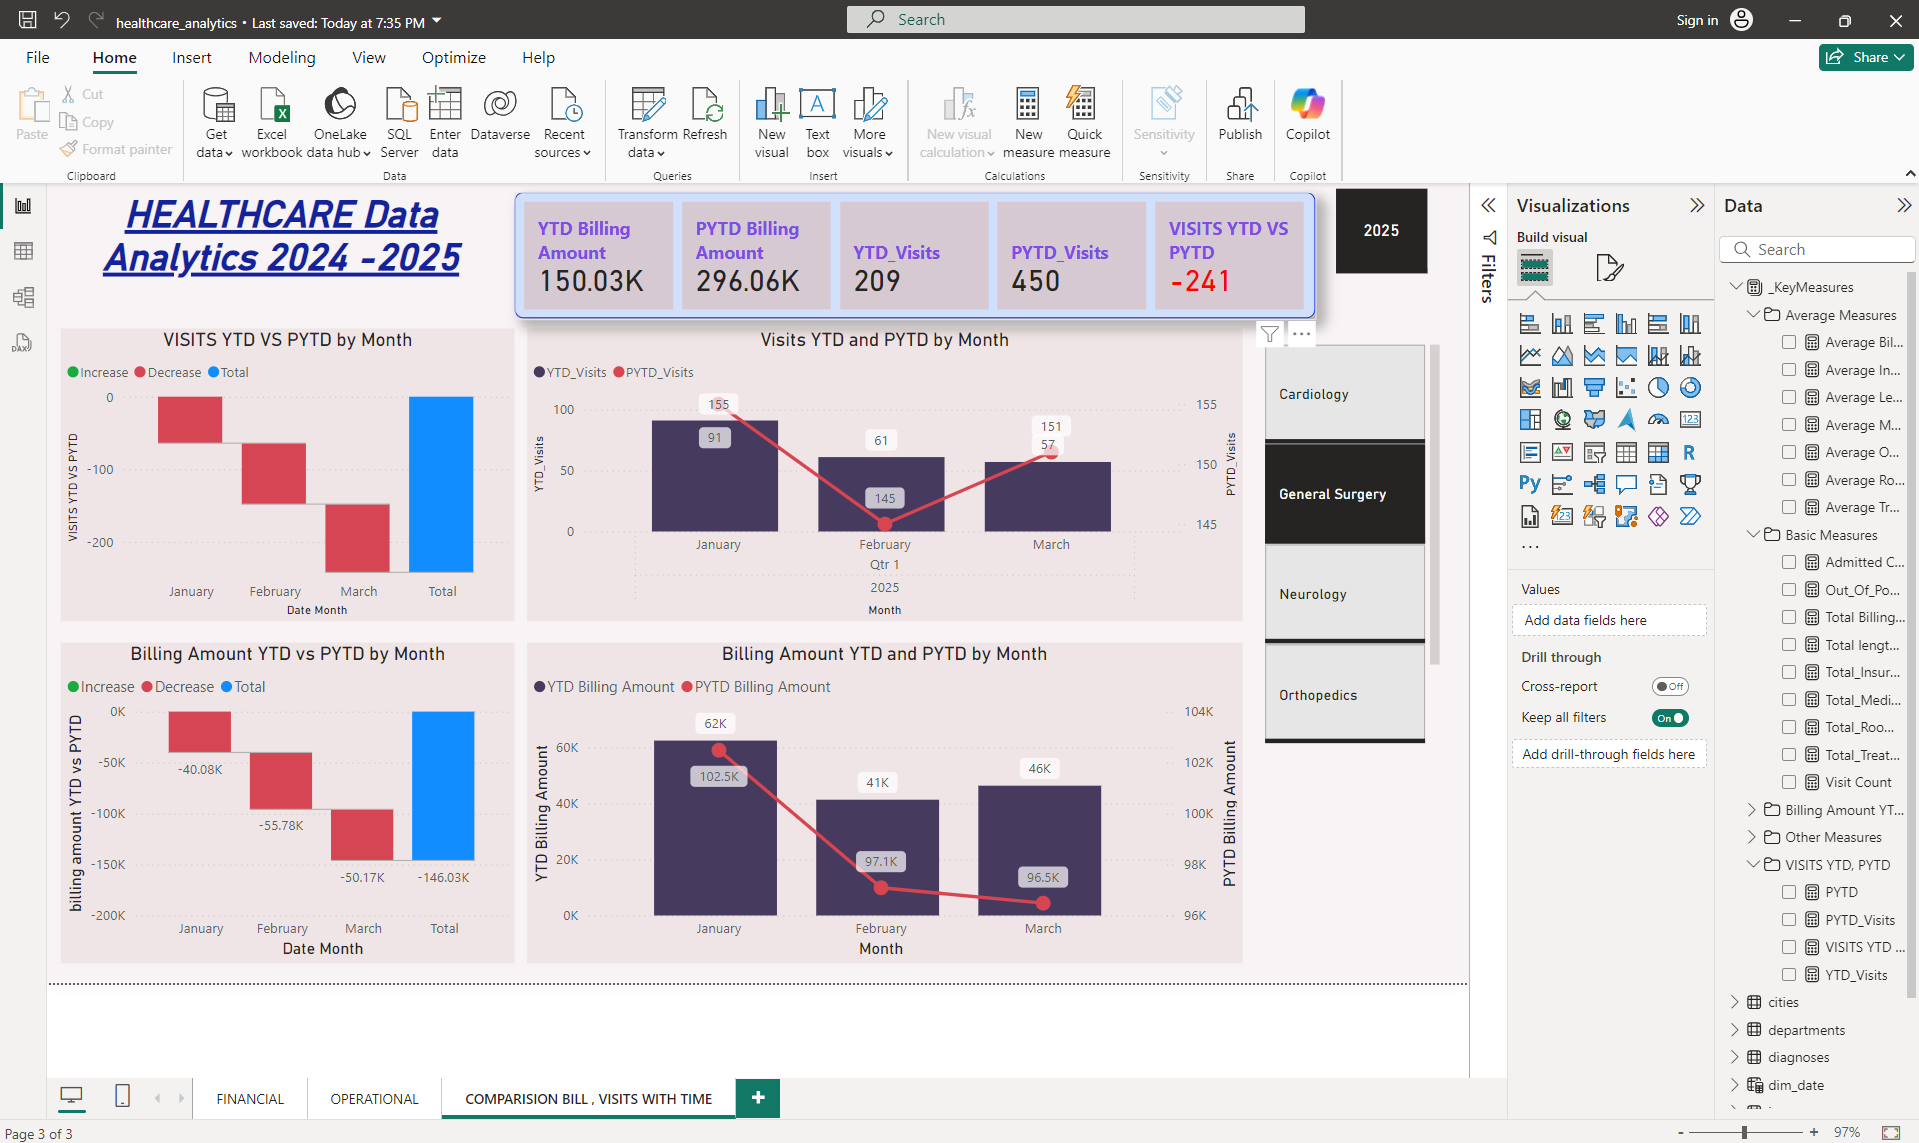 healthcare_analytics • Last saved: Today at 7:35 PM
Search
Sign in
File
Home
Insert
Modeling
View
Optimize
Help
Share
Paste
Cut
Copy
Format painter
Clipboard
Get data
Excel workbook
OneLake data hub
SQL Server
Enter data
Dataverse
Recent sources
Data
Transform data
Refresh
Queries
New visual
Text box
More visuals
Insert
New visual calculation
New measure
Quick measure
Calculations
Sensitivity
Sensitivity
Publish
Share
Copilot
Copilot
HEALTHCARE Data
Analytics 2024 -2025
YTD Billing Amount
150.03K
PYTD Billing Amount
296.06K
YTD_Visits
209
PYTD_Visits
450
VISITS YTD VS PYTD
-241
2025
VISITS YTD VS PYTD by Month
Increase Decrease Total
VISITS YTD VS PYTD
0
-100
-200
January February March Total
Date Month
Visits YTD and PYTD by Month
YTD_Visits PYTD_Visits
YTD_Visits
100
50
0
155
91
61
145
151
57
155
150
145
PYTD_Visits
January February March
Qtr 1
2025
Month
Cardiology
General Surgery
Neurology
Orthopedics
Billing Amount YTD vs PYTD by Month
Increase Decrease Total
billing amount YTD vs PYTD
0K
-50K
-100K
-150K
-200K
-40.08K
-55.78K
-50.17K
-146.03K
January February March Total
Date Month
Billing Amount YTD and PYTD by Month
YTD Billing Amount PYTD Billing Amount
YTD Billing Amount
60K
40K
20K
0K
62K
102.5K
41K
97.1K
46K
96.5K
104K
102K
100K
98K
96K
PYTD Billing Amount
January February March
Month
Filters
Visualizations
Build visual
123
R
Py
123
...
Values
Add data fields here
Drill through
Cross-report
Off
Keep all filters
On
Add drill-through fields here
Data
Search
_KeyMeasures
Average Measures
Average Bil...
Average In...
Average Le...
Average M...
Average O...
Average Ro...
Average Tr...
Basic Measures
Admitted C...
Out_Of_Po...
Total Billing...
Total lengt...
Total_Insur...
Total_Medi...
Total_Roo...
Total_Treat...
Visit Count
Billing Amount YT...
Other Measures
VISITS YTD, PYTD
PYTD
PYTD_Visits
VISITS YTD ...
YTD_Visits
cities
departments
diagnoses
dim_date
DAX
FINANCIAL
OPERATIONAL
COMPARISION BILL , VISITS WITH TIME
+
Page 3 of 3
- + 97%